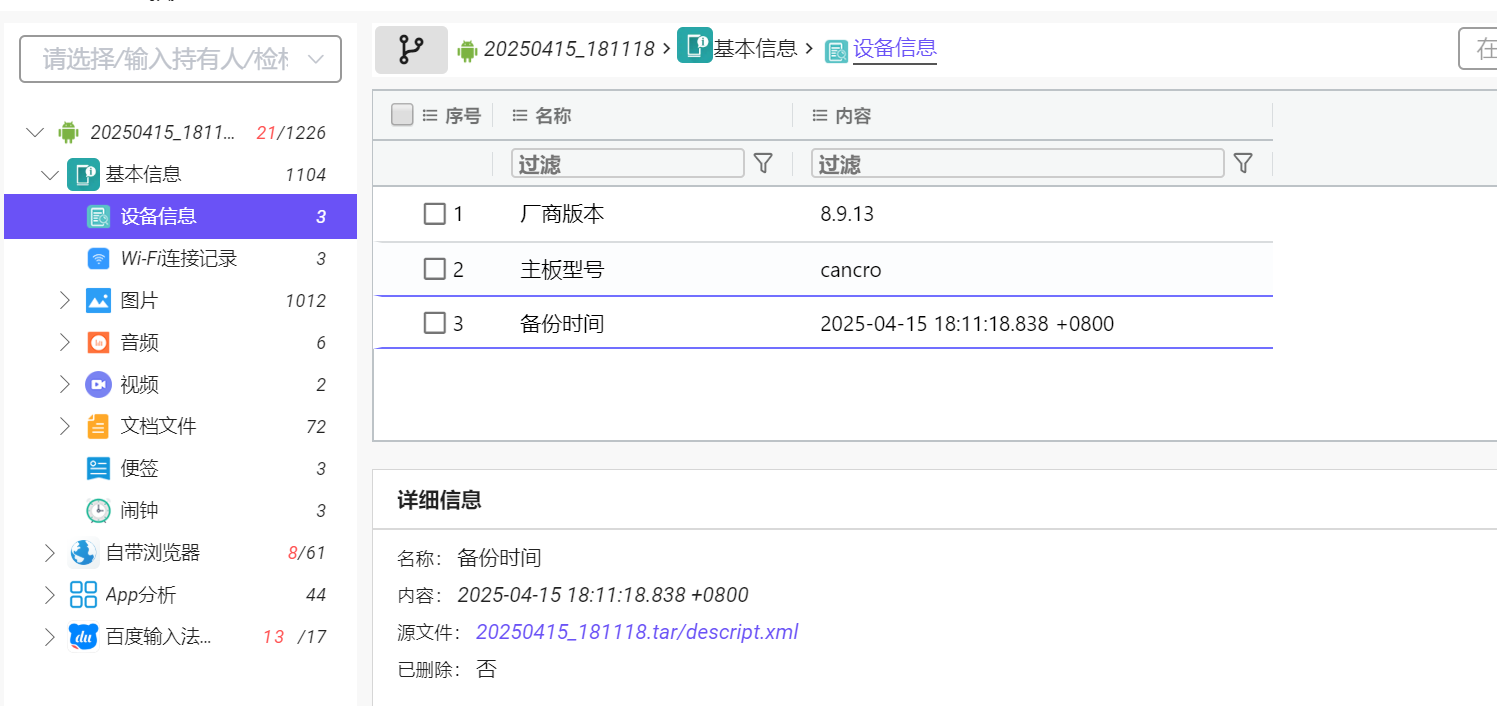 请选择/输入持有人/检材
20250415_181118 > 基本信息 > 设备信息
在
20250415_1811... 21/1226
基本信息 1104
设备信息 3
Wi-Fi连接记录 3
图片 1012
音频 6
视频 2
文档文件 72
便签 3
闹钟 3
自带浏览器 8/61
App分析 44
百度输入法... 13 /17
序号 名称 内容
过滤 过滤
1 厂商版本 8.9.13
2 主板型号 cancro
3 备份时间 2025-04-15 18:11:18.838 +0800
详细信息
名称: 备份时间
内容: 2025-04-15 18:11:18.838 +0800
源文件: 20250415_181118.tar/descript.xml
已删除: 否